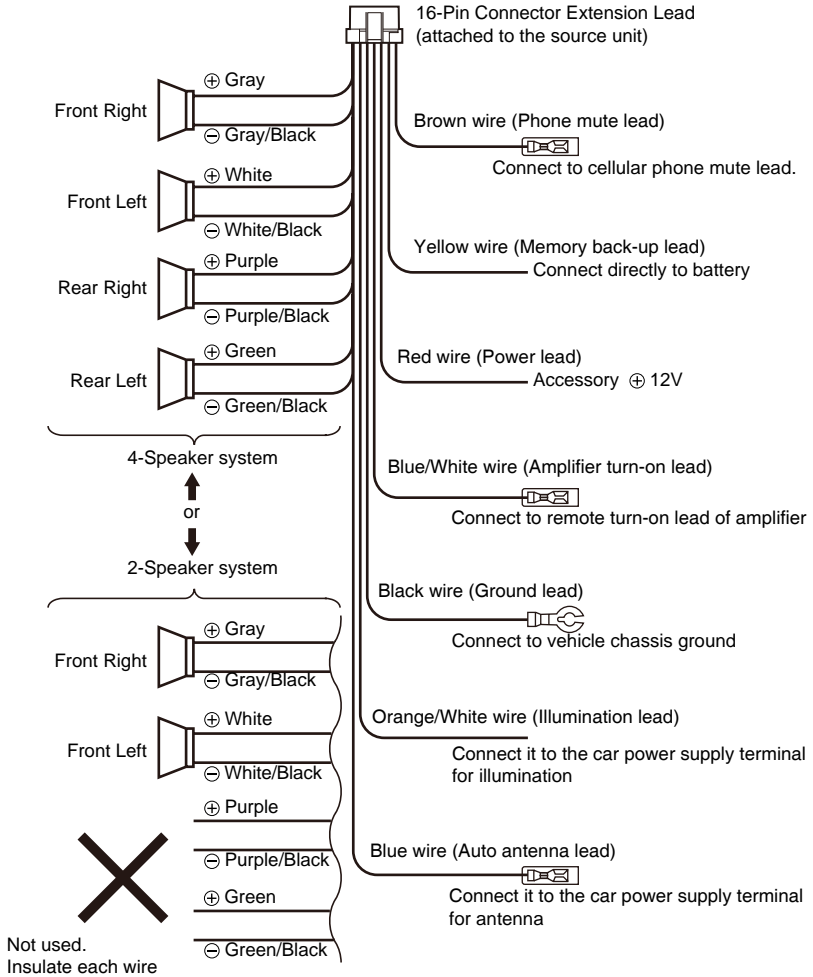 16-Pin Connector Extension Lead
(attached to the source unit)
Front Right
⊕ Gray
⊖ Gray/Black
Front Left
⊕ White
⊖ White/Black
Rear Right
⊕ Purple
⊖ Purple/Black
Rear Left
⊕ Green
⊖ Green/Black
4-Speaker system
or
2-Speaker system
Front Right
⊕ Gray
⊖ Gray/Black
Front Left
⊕ White
⊖ White/Black
⊕ Purple
⊖ Purple/Black
⊕ Green
⊖ Green/Black
Not used.
Insulate each wire
Brown wire (Phone mute lead)
Connect to cellular phone mute lead.
Yellow wire (Memory back-up lead)
Connect directly to battery
Red wire (Power lead)
Accessory ⊕ 12V
Blue/White wire (Amplifier turn-on lead)
Connect to remote turn-on lead of amplifier
Black wire (Ground lead)
Connect to vehicle chassis ground
Orange/White wire (Illumination lead)
Connect it to the car power supply terminal
for illumination
Blue wire (Auto antenna lead)
Connect it to the car power supply terminal
for antenna